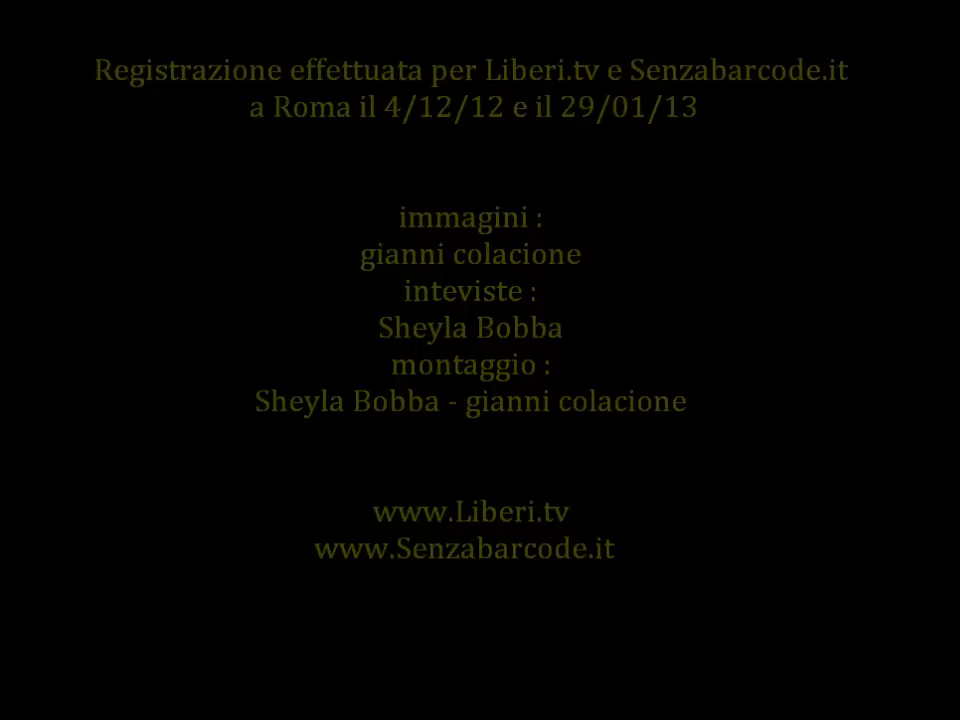 Registrazione effettuata per Liberi.tv e Senzabarcode.it
a Roma il 4/12/12 e il 29/01/13
immagini :
gianni colacione
inteviste :
Sheyla Bobba
montaggio :
Sheyla Bobba - gianni colacione
www.Liberi.tv
www.Senzabarcode.it